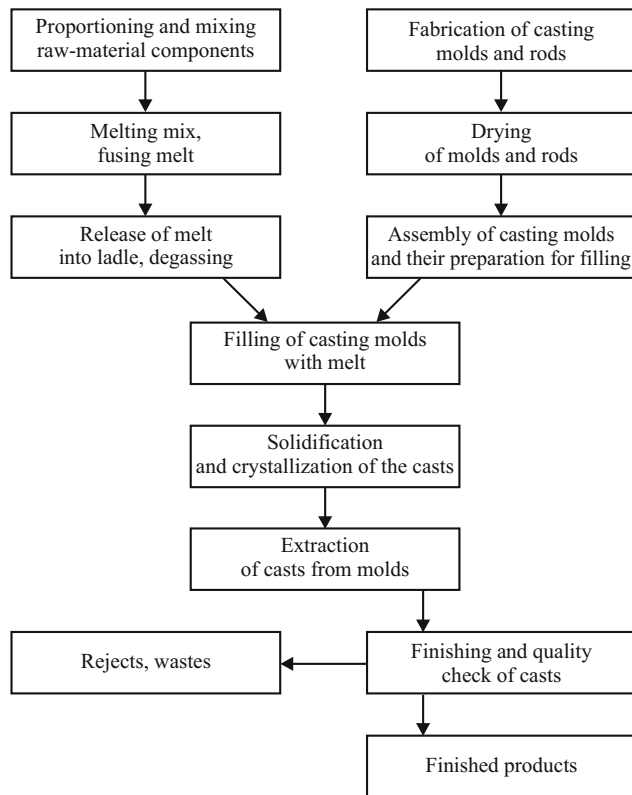 Proportioning and mixing
raw-material components
Fabrication of casting
molds and rods
Melting mix,
fusing melt
Drying
of molds and rods
Release of melt
into ladle, degassing
Assembly of casting molds
and their preparation for filling
Filling of casting molds
with melt
Solidification
and crystallization of the casts
Extraction
of casts from molds
Rejects, wastes
Finishing and quality
check of casts
Finished products